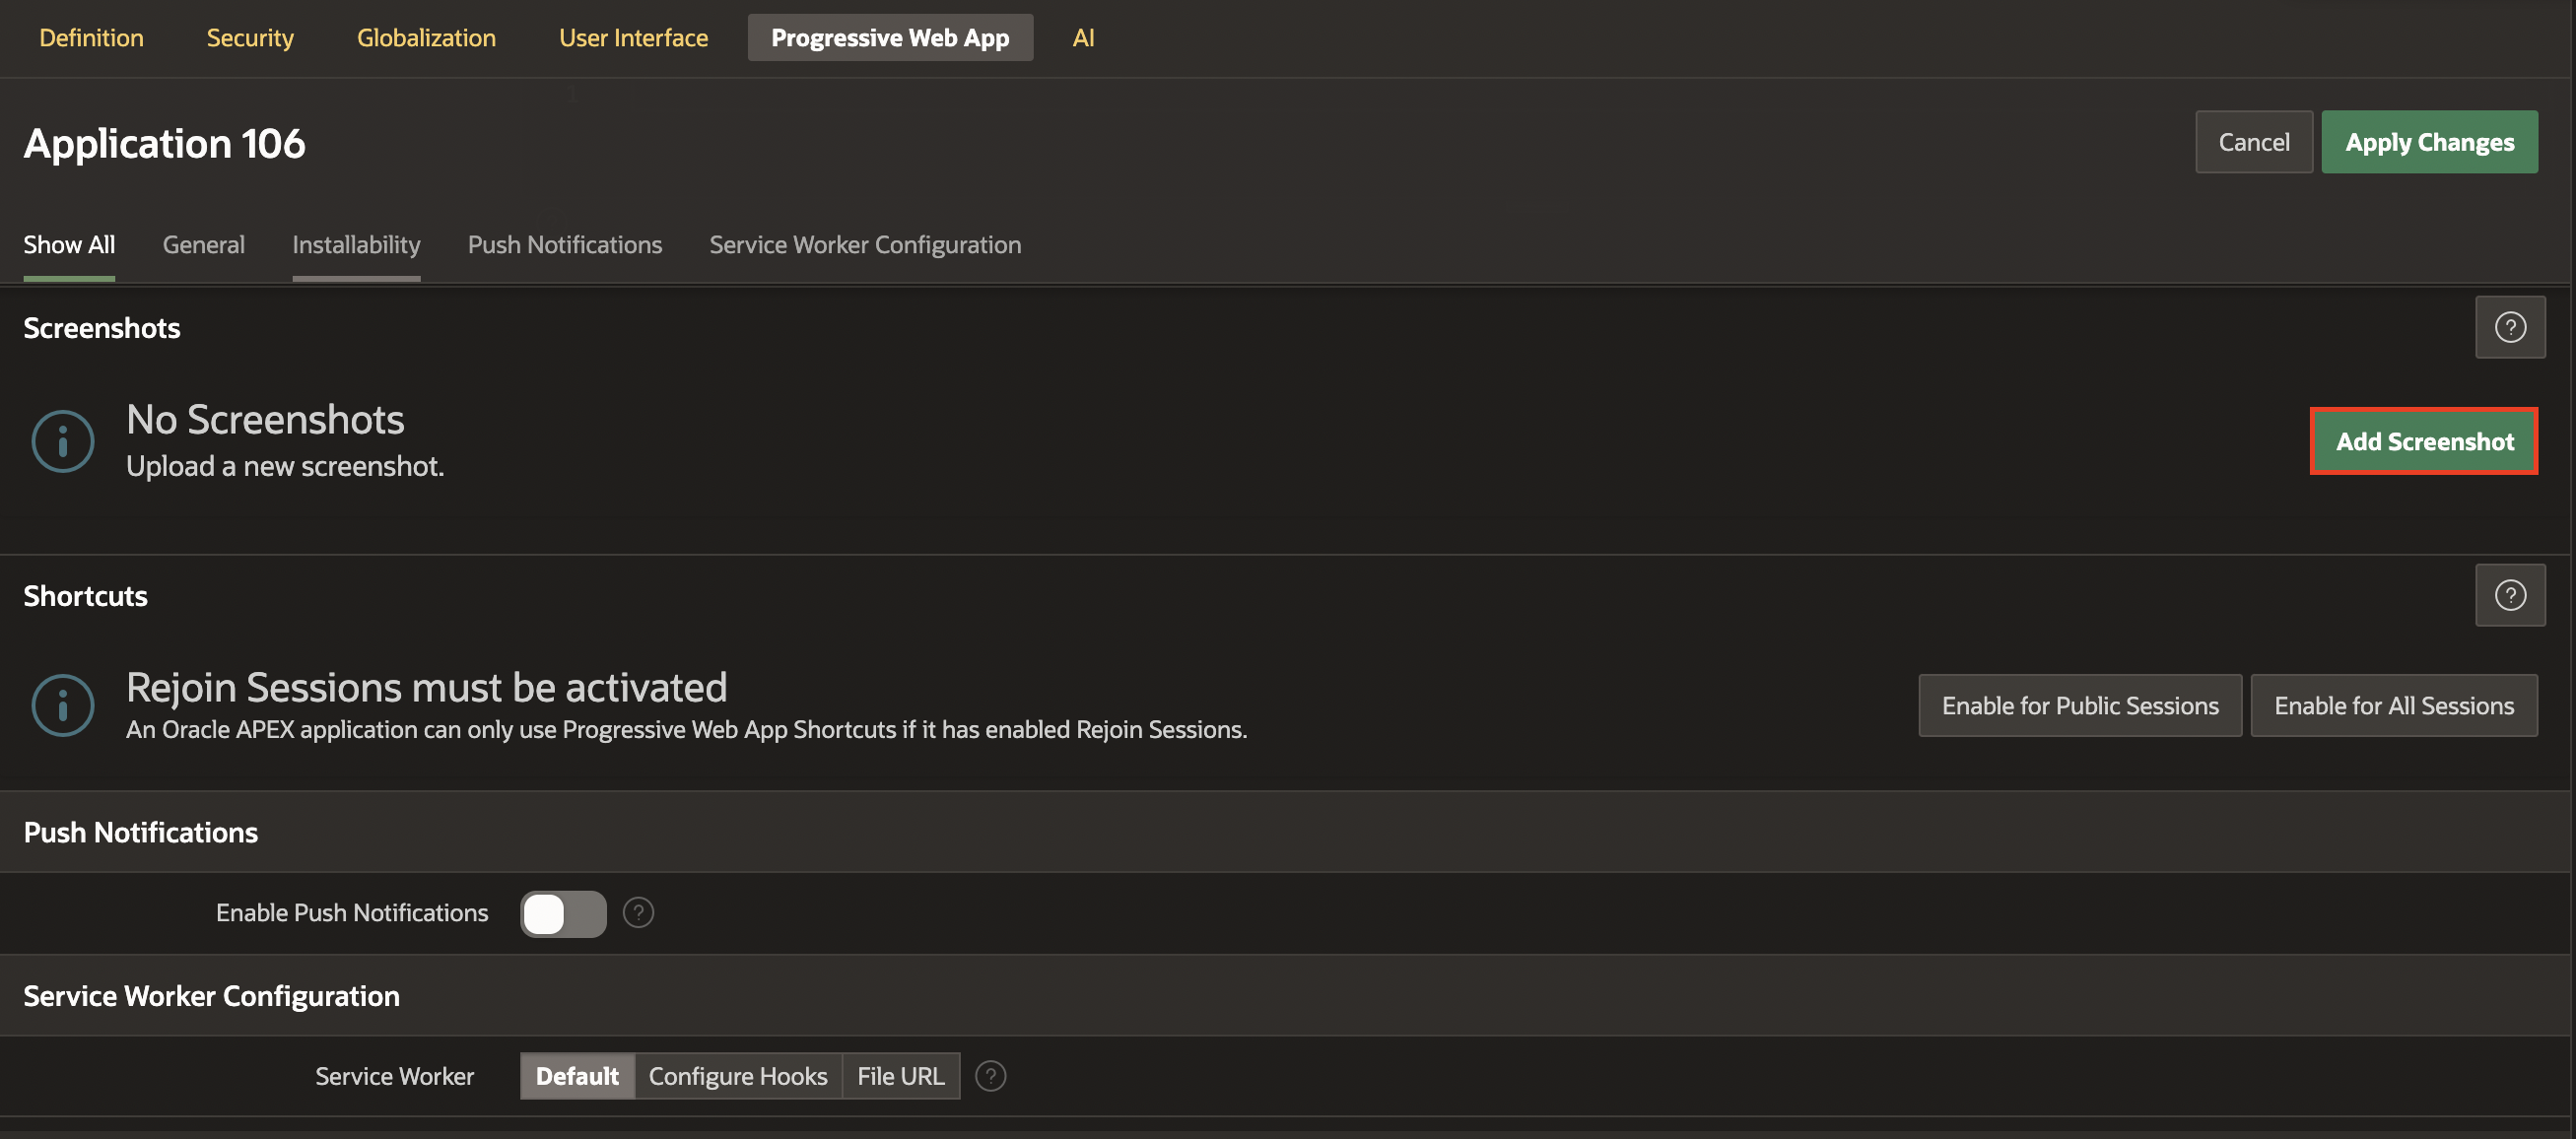 Definition Security Globalization User Interface Progressive Web App AI
Application 106
Cancel Apply Changes
Show All General Installability Push Notifications Service Worker Configuration
Screenshots
?
No Screenshots
Upload a new screenshot.
Add Screenshot
Shortcuts
?
Rejoin Sessions must be activated
An Oracle APEX application can only use Progressive Web App Shortcuts if it has enabled Rejoin Sessions.
Enable for Public Sessions Enable for All Sessions
Push Notifications
Enable Push Notifications ?
Service Worker Configuration
Service Worker Default Configure Hooks File URL ?